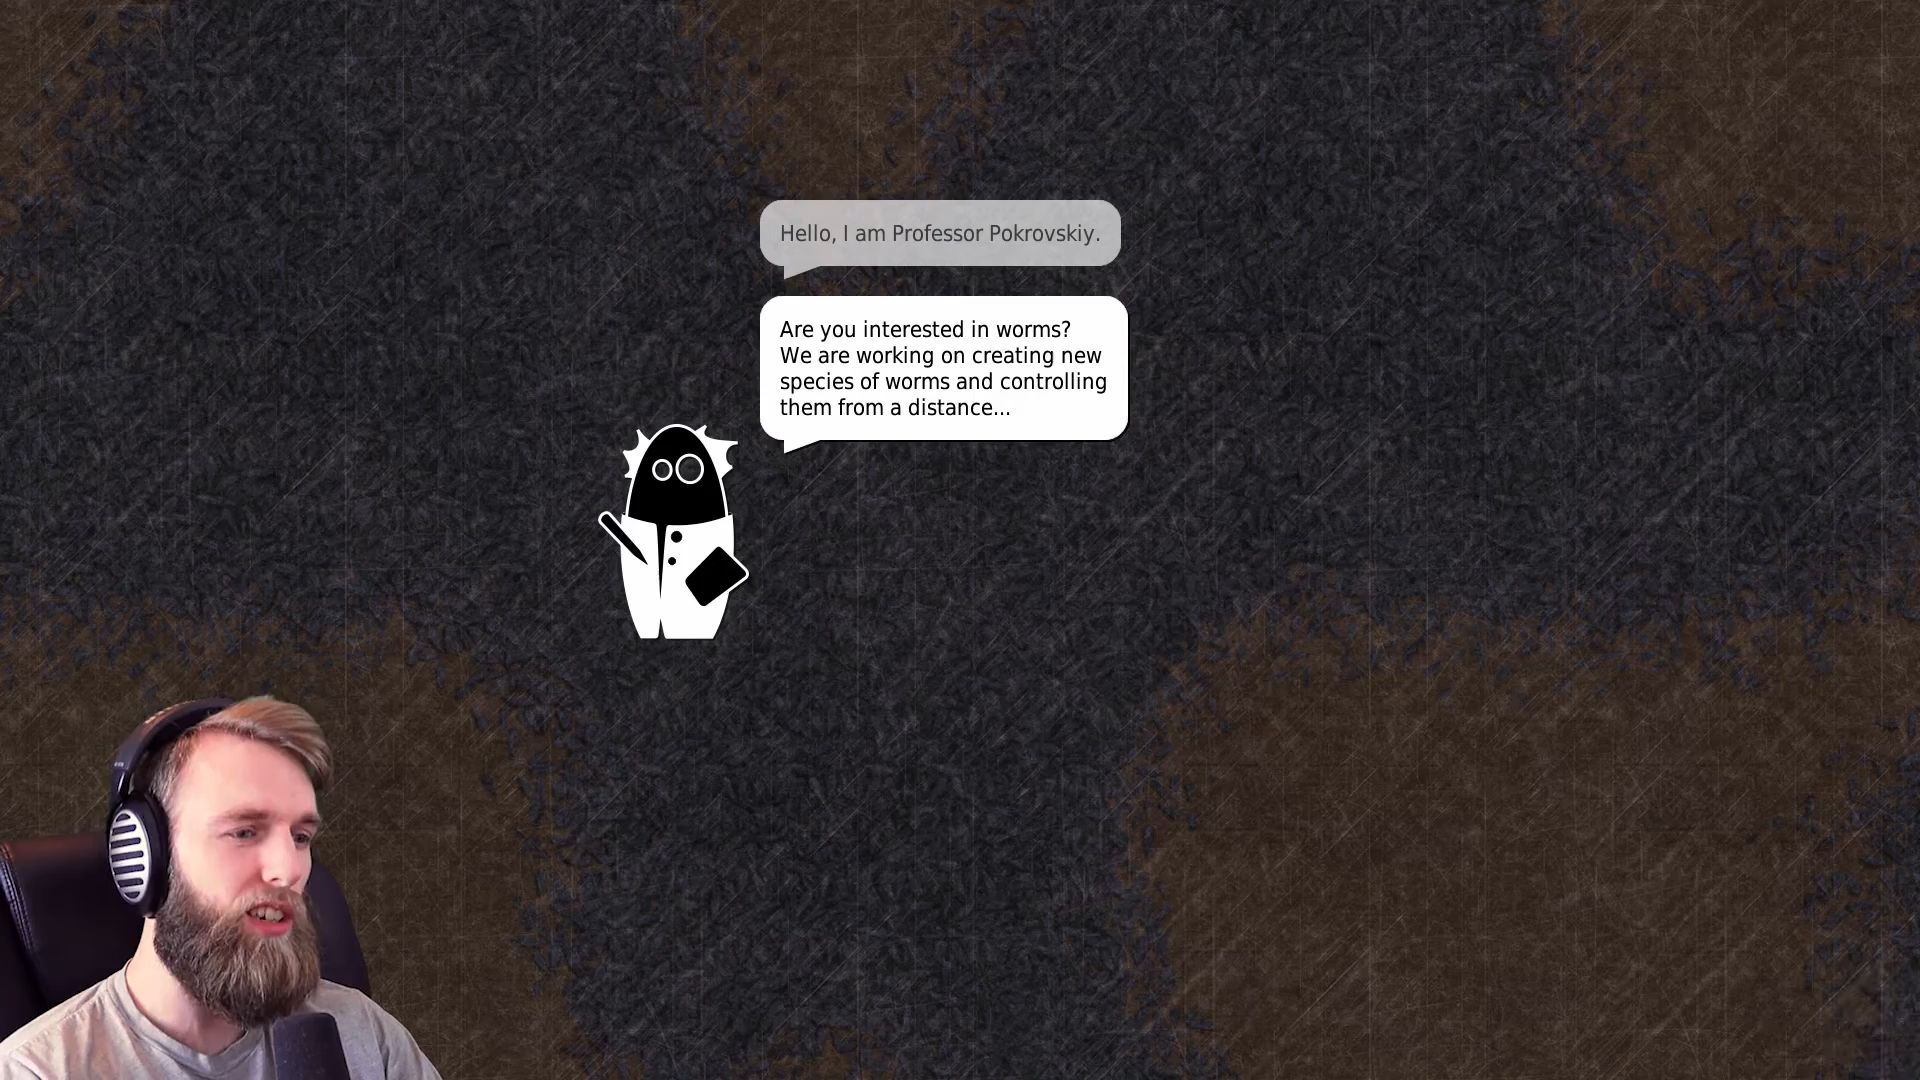 Hello, I am Professor Pokrovskiy.
Are you interested in worms?
We are working on creating new
species of worms and controlling
them from a distance...